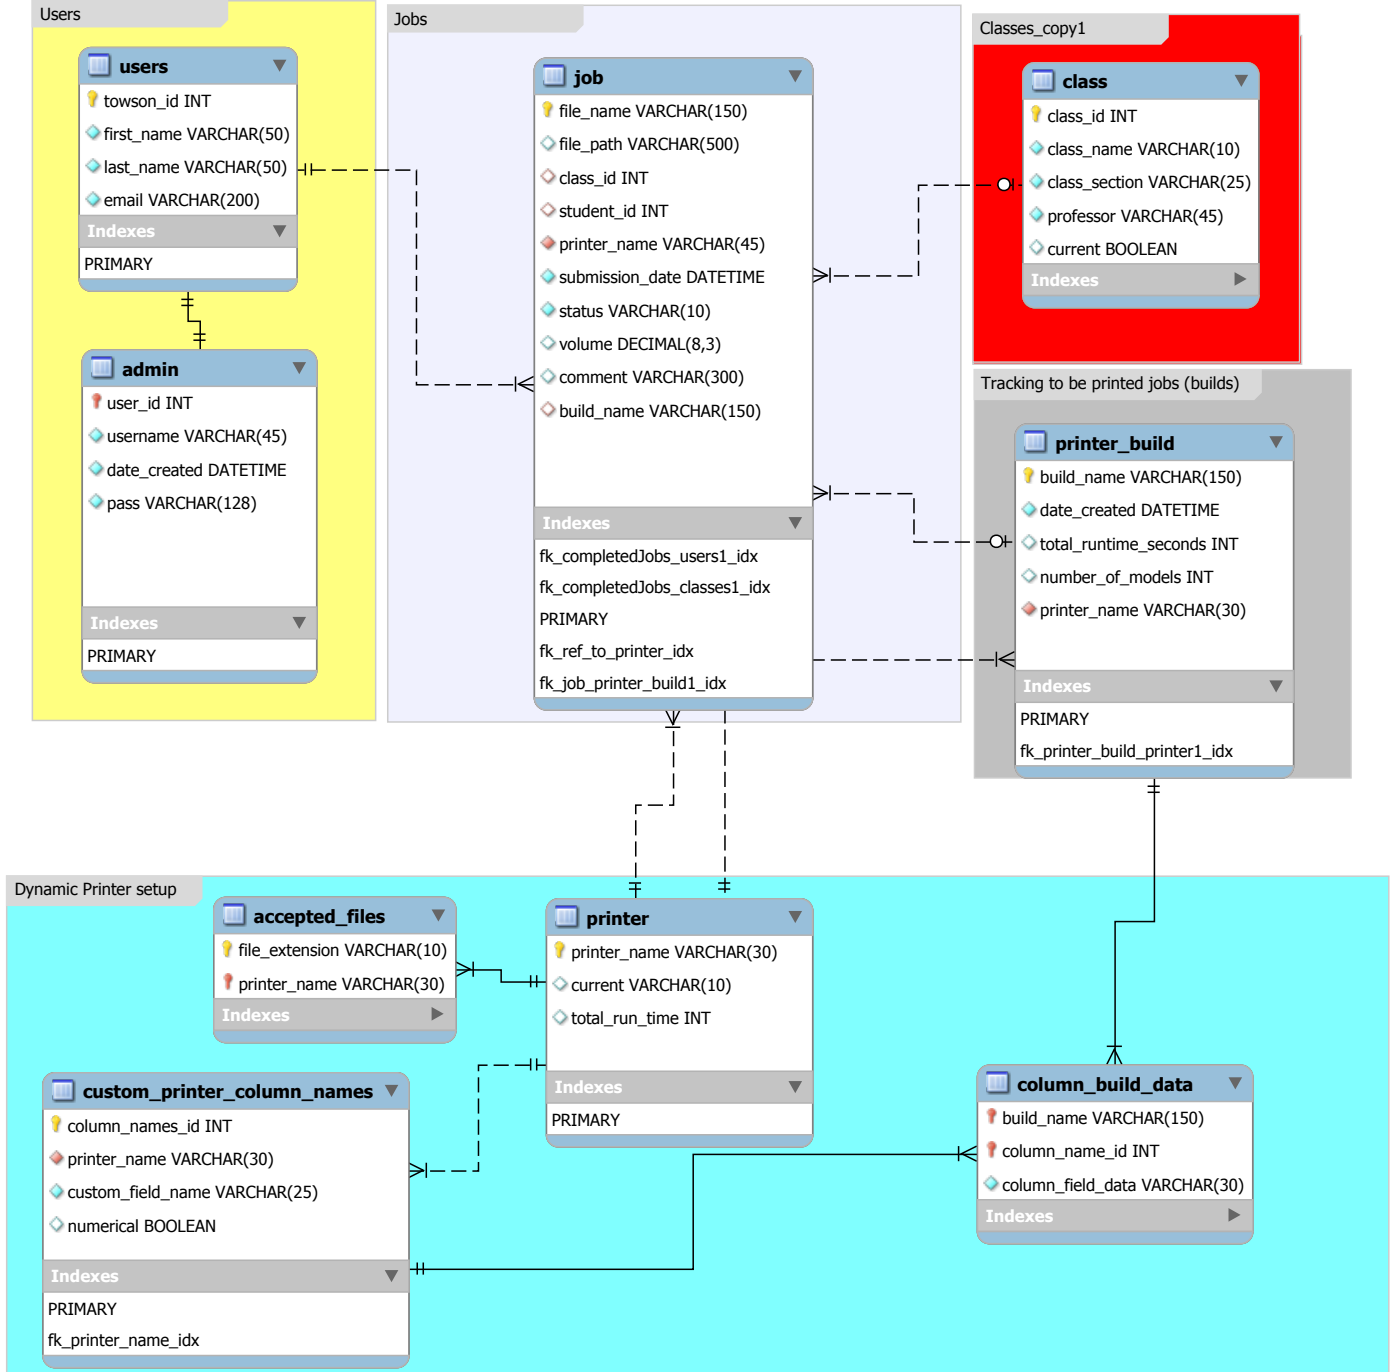 Users
users
towson_id INT
first_name VARCHAR(50)
last_name VARCHAR(50)
email VARCHAR(200)
Indexes
PRIMARY
admin
user_id INT
username VARCHAR(45)
date_created DATETIME
pass VARCHAR(128)
Indexes
PRIMARY
Jobs
job
file_name VARCHAR(150)
file_path VARCHAR(500)
class_id INT
student_id INT
printer_name VARCHAR(45)
submission_date DATETIME
status VARCHAR(10)
volume DECIMAL(8,3)
comment VARCHAR(300)
build_name VARCHAR(150)
Indexes
fk_completedJobs_users1_idx
fk_completedJobs_classes1_idx
PRIMARY
fk_ref_to_printer_idx
fk_job_printer_build1_idx
Classes_copy1
class
class_id INT
class_name VARCHAR(10)
class_section VARCHAR(25)
professor VARCHAR(45)
current BOOLEAN
Indexes
Tracking to be printed jobs (builds)
printer_build
build_name VARCHAR(150)
date_created DATETIME
total_runtime_seconds INT
number_of_models INT
printer_name VARCHAR(30)
Indexes
PRIMARY
fk_printer_build_printer1_idx
Dynamic Printer setup
accepted_files
file_extension VARCHAR(10)
printer_name VARCHAR(30)
Indexes
printer
printer_name VARCHAR(30)
current VARCHAR(10)
total_run_time INT
Indexes
PRIMARY
custom_printer_column_names
column_names_id INT
printer_name VARCHAR(30)
custom_field_name VARCHAR(25)
numerical BOOLEAN
Indexes
PRIMARY
fk_printer_name_idx
column_build_data
build_name VARCHAR(150)
column_name_id INT
column_field_data VARCHAR(30)
Indexes